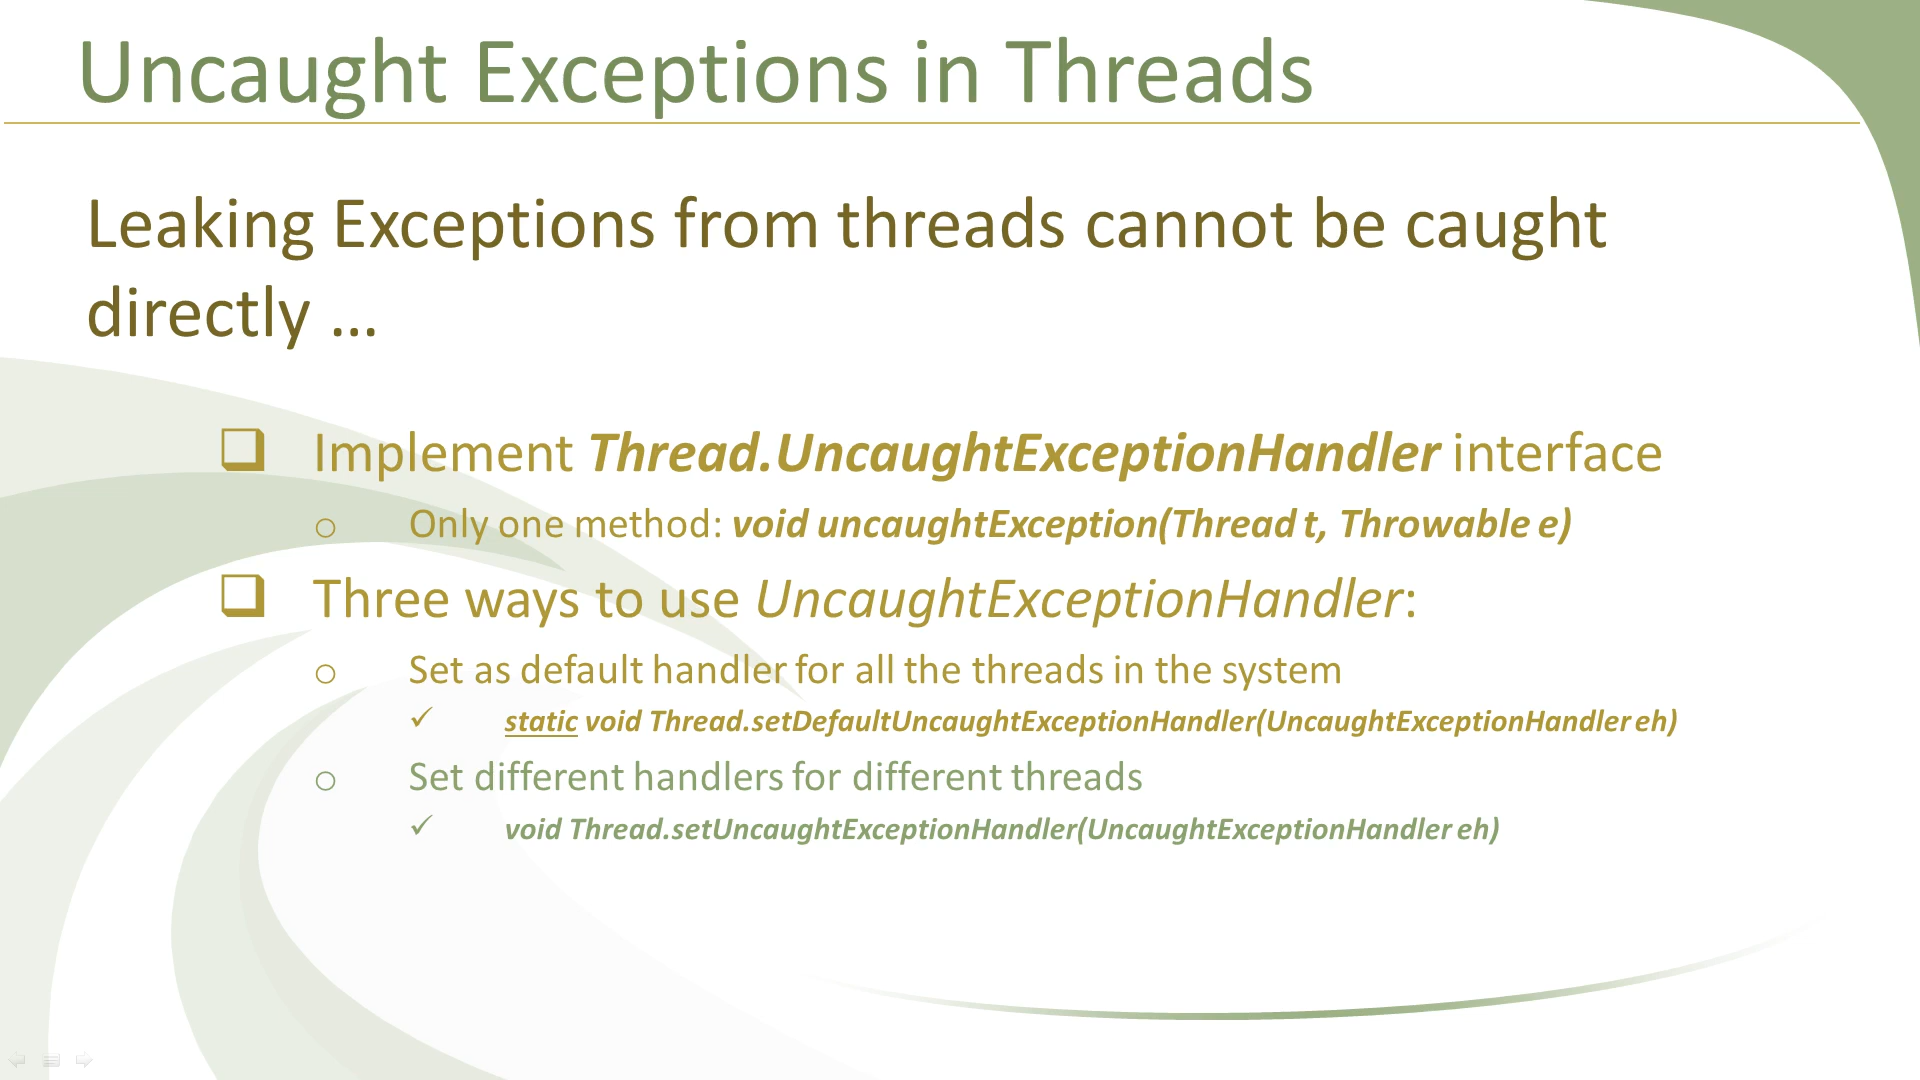 Uncaught Exceptions in Threads
Leaking Exceptions from threads cannot be caught
directly ...
Implement Thread.UncaughtExceptionHandler interface
Only one method: void uncaughtException(Thread t, Throwable e)
Three ways to use UncaughtExceptionHandler:
Set as default handler for all the threads in the system
static void Thread.setDefaultUncaughtExceptionHandler(UncaughtExceptionHandler eh)
Set different handlers for different threads
void Thread.setUncaughtExceptionHandler(UncaughtExceptionHandler eh)